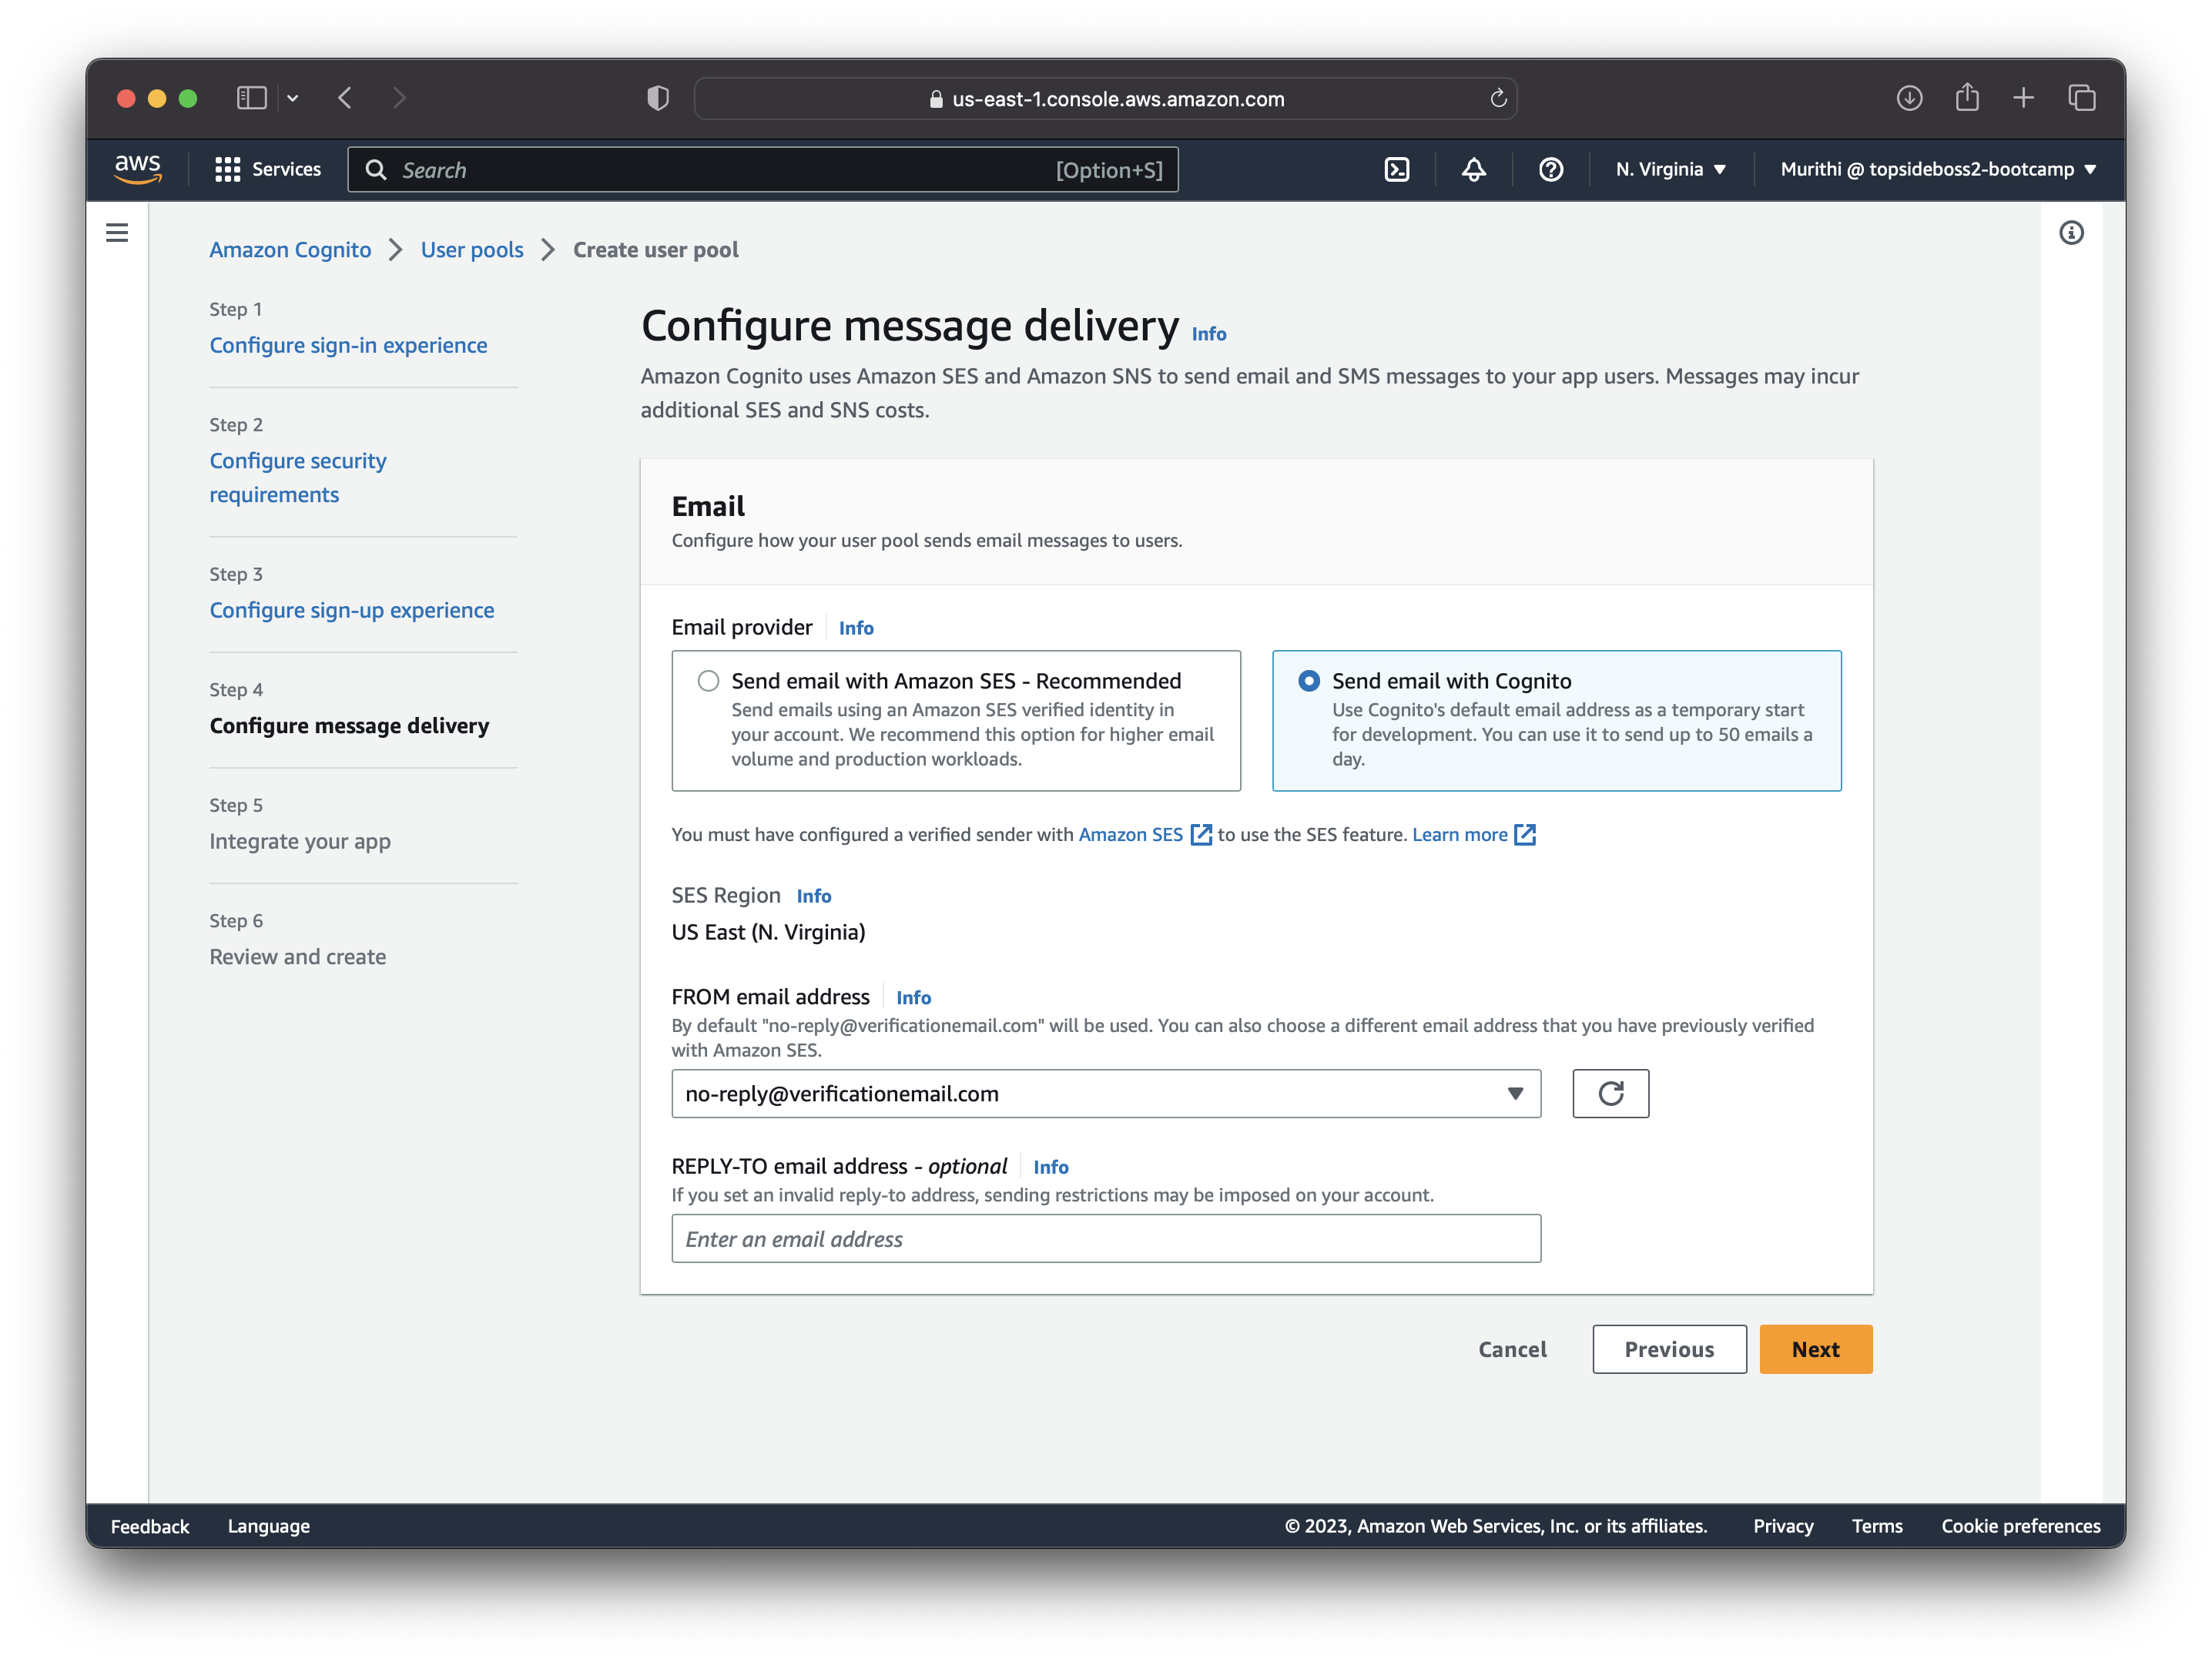 us-east-1.console.aws.amazon.com
aws
Services
Search
[Option+S]
N. Virginia
Murithi @ topsideboss2-bootcamp
Amazon Cognito
User pools
Create user pool
Step 1
Configure sign-in experience
Step 2
Configure security
requirements
Step 3
Configure sign-up experience
Step 4
Configure message delivery
Step 5
Integrate your app
Step 6
Review and create
Configure message delivery Info
Amazon Cognito uses Amazon SES and Amazon SNS to send email and SMS messages to your app users. Messages may incur
additional SES and SNS costs.
Email
Configure how your user pool sends email messages to users.
Email provider Info
Send email with Amazon SES - Recommended
Send emails using an Amazon SES verified identity in
your account. We recommend this option for higher email
volume and production workloads.
Send email with Cognito
Use Cognito's default email address as a temporary start
for development. You can use it to send up to 50 emails a
day.
You must have configured a verified sender with Amazon SES to use the SES feature. Learn more
SES Region Info
US East (N. Virginia)
FROM email address Info
By default "no-reply@verificationemail.com" will be used. You can also choose a different email address that you have previously verified
with Amazon SES.
no-reply@verificationemail.com
REPLY-TO email address - optional Info
If you set an invalid reply-to address, sending restrictions may be imposed on your account.
Enter an email address
Cancel
Previous
Next
Feedback
Language
© 2023, Amazon Web Services, Inc. or its affiliates.
Privacy
Terms
Cookie preferences